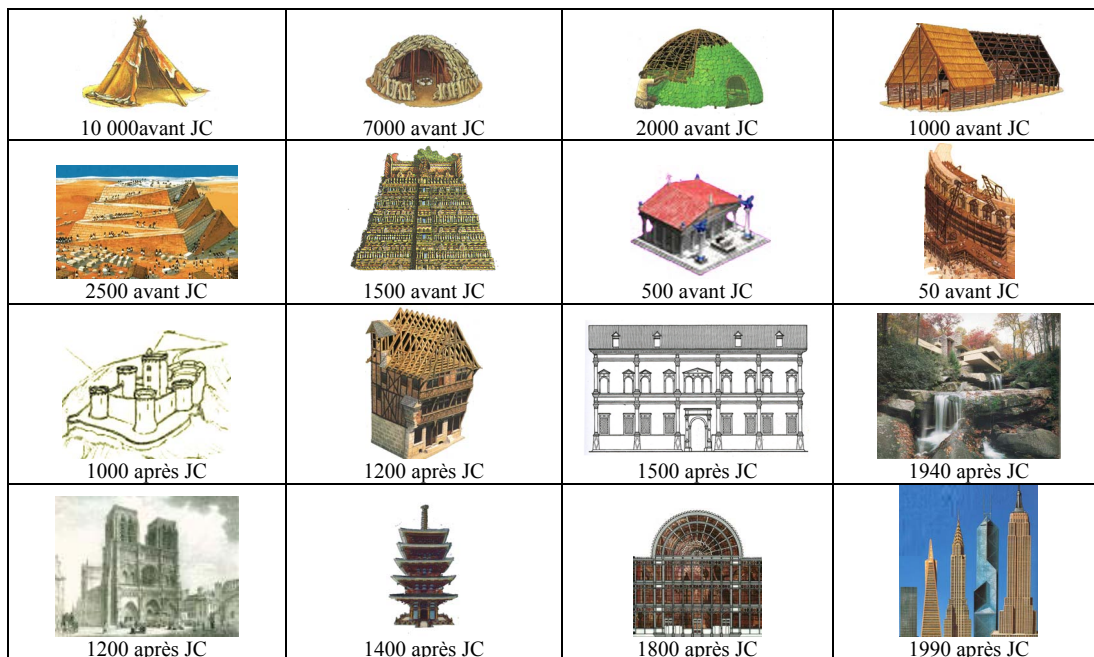 10 000avant JC
7000 avant JC
2000 avant JC
1000 avant JC
2500 avant JC
1500 avant JC
500 avant JC
50 avant JC
1000 après JC
1200 après JC
1500 après JC
1940 après JC
1200 après JC
1400 après JC
1800 après JC
1990 après JC